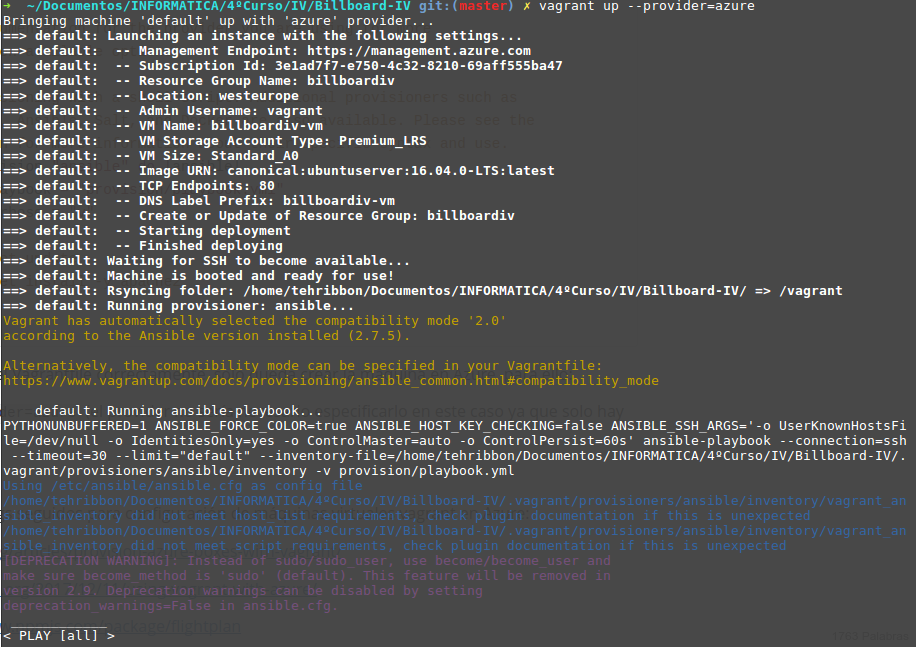 ➜  ~/Documentos/INFORMATICA/4ºCurso/IV/Billboard-IV git:(master) ✗ vagrant up --provider=azure
Bringing machine 'default' up with 'azure' provider...
==> default: Launching an instance with the following settings...
==> default:  -- Management Endpoint: https://management.azure.com
==> default:  -- Subscription Id: 3e1ad7f7-e750-4c32-8210-69aff555ba47
==> default:  -- Resource Group Name: billboardiv
==> default:  -- Location: westeurope
==> default:  -- Admin Username: vagrant
==> default:  -- VM Name: billboardiv-vm
==> default:  -- VM Storage Account Type: Premium_LRS
==> default:  -- VM Size: Standard_A0
==> default:  -- Image URN: canonical:ubuntuserver:16.04.0-LTS:latest
==> default:  -- TCP Endpoints: 80
==> default:  -- DNS Label Prefix: billboardiv-vm
==> default:  -- Create or Update of Resource Group: billboardiv
==> default:  -- Starting deployment
==> default:  -- Finished deploying
==> default: Waiting for SSH to become available...
==> default: Machine is booted and ready for use!
==> default: Rsyncing folder: /home/tehribbon/Documentos/INFORMATICA/4ºCurso/IV/Billboard-IV/ => /vagrant
==> default: Running provisioner: ansible...
Vagrant has automatically selected the compatibility mode '2.0'
according to the Ansible version installed (2.7.5).
Alternatively, the compatibility mode can be specified in your Vagrantfile:
https://www.vagrantup.com/docs/provisioning/ansible_common.html#compatibility_mode
default: Running ansible-playbook...
PYTHONUNBUFFERED=1 ANSIBLE_FORCE_COLOR=true ANSIBLE_HOST_KEY_CHECKING=false ANSIBLE_SSH_ARGS='-o UserKnownHostsFi
le=/dev/null -o IdentitiesOnly=yes -o ControlMaster=auto -o ControlPersist=60s' ansible-playbook --connection=ssh
--timeout=30 --limit="default" --inventory-file=/home/tehribbon/Documentos/INFORMATICA/4ºCurso/IV/Billboard-IV/.
vagrant/provisioners/ansible/inventory -v provision/playbook.yml
Using /etc/ansible/ansible.cfg as config file
/home/tehribbon/Documentos/INFORMATICA/4ºCurso/IV/Billboard-IV/.vagrant/provisioners/ansible/inventory/vagrant_an
sible_inventory did not meet host_list requirements, check plugin documentation if this is unexpected
/home/tehribbon/Documentos/INFORMATICA/4ºCurso/IV/Billboard-IV/.vagrant/provisioners/ansible/inventory/vagrant_an
sible_inventory did not meet script requirements, check plugin documentation if this is unexpected
[DEPRECATION WARNING]: Instead of sudo/sudo_user, use become/become_user and
make sure become_method is 'sudo' (default). This feature will be removed in
version 2.9. Deprecation warnings can be disabled by setting
deprecation_warnings=False in ansible.cfg.
< PLAY [all] >